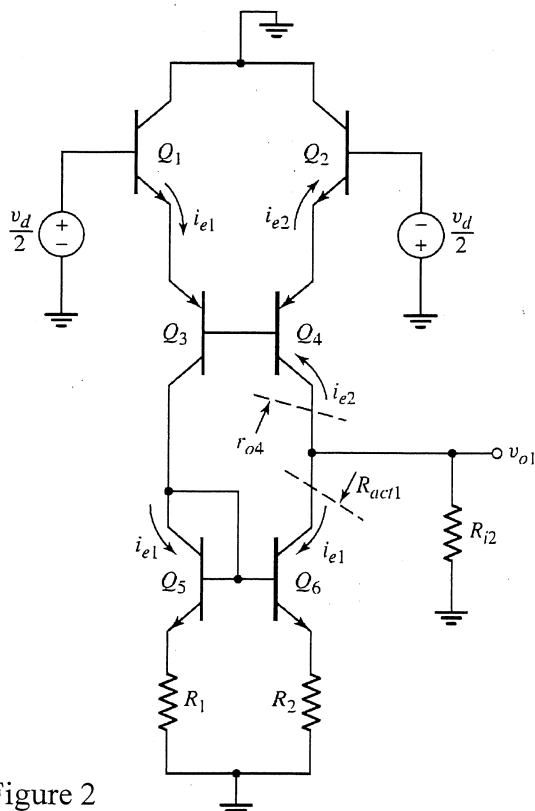 Q1 Q2
vd/2 + − ie1 ie2 − + vd/2
Q3 Q4
ie2
ro4
vo1
Ract1
ie1 ie1 Ri2
Q5 Q6
R1 R2
igure 2